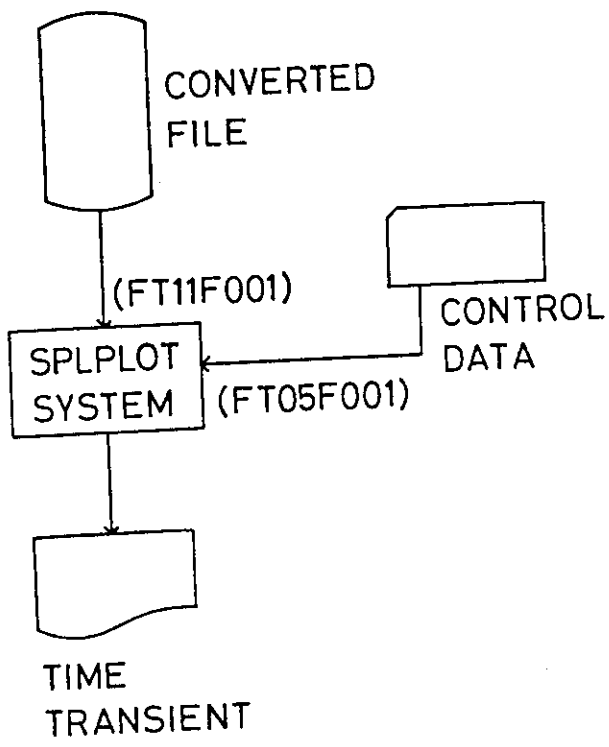 CONVERTED
FILE
(FT11F001)
CONTROL
DATA
SPLPLOT
SYSTEM
(FT05F001)
TIME
TRANSIENT